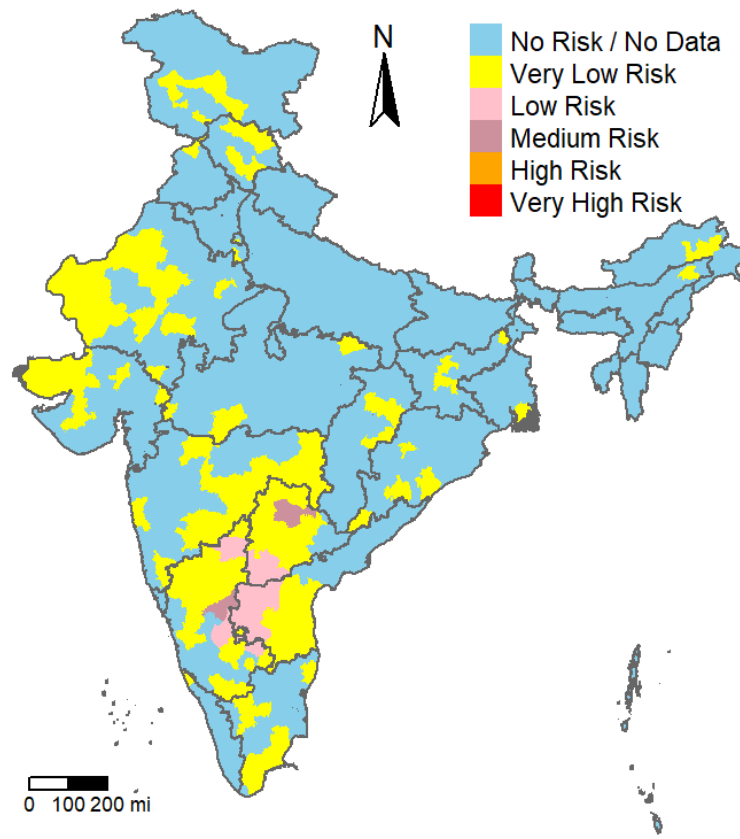 N
No Risk / No Data
Very Low Risk
Low Risk
Medium Risk
High Risk
Very High Risk
0 100 200 mi